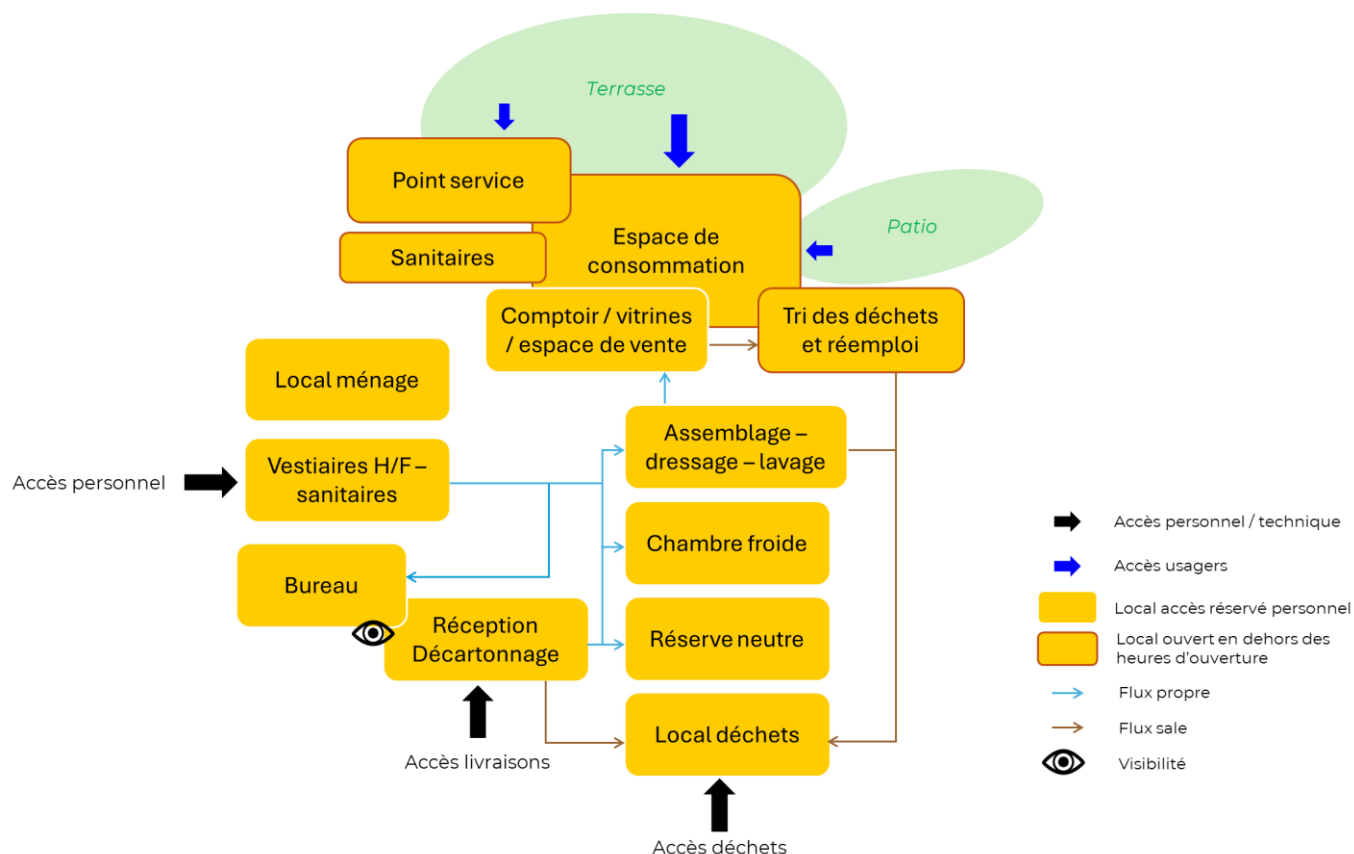 Terrasse
Point service
Patio
Sanitaires
Espace de
consommation
Comptoir / vitrines
/ espace de vente
Tri des déchets
et réemploi
Local ménage
Assemblage –
dressage – lavage
Accès personnel
Vestiaires H/F –
sanitaires
Chambre froide
Bureau
Réception
Décartonnage
Réserve neutre
Local déchets
Accès livraisons
Accès déchets
Accès personnel / technique
Accès usagers
Local accès réservé personnel
Local ouvert en dehors des
heures d'ouverture
Flux propre
Flux sale
Visibilité